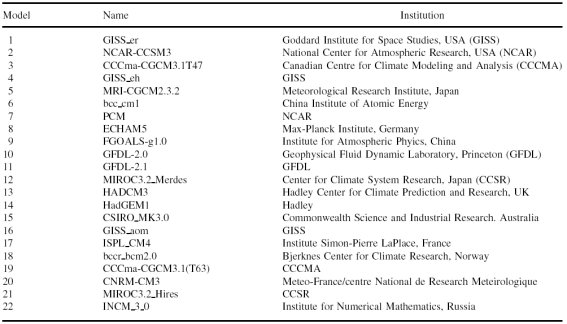 Model Name Institution
1 GISS_er Goddard Institute for Space Studies, USA (GISS)
2 NCAR-CCSM3 National Center for Atmospheric Research, USA (NCAR)
3 CCCma-CGCM3.1T47 Canadian Centre for Climate Modeling and Analysis (CCCMA)
4 GISS_eh GISS
5 MRI-CGCM2.3.2 Meteorological Research Institute, Japan
6 bcc_cm1 China Institute of Atomic Energy
7 PCM NCAR
8 ECHAM5 Max-Planck Institute, Germany
9 FGOALS-g1.0 Institute for Atmospheric Phyics, China
10 GFDL-2.0 Geophysical Fluid Dynamic Laboratory, Princeton (GFDL)
11 GFDL-2.1 GFDL
12 MIROC3.2_Merdes Center for Climate System Research, Japan (CCSR)
13 HADCM3 Hadley Center for Climate Prediction and Research, UK
14 HadGEM1 Hadley
15 CSIRO_MK3.0 Commonwealth Science and Industrial Research. Australia
16 GISS_aom GISS
17 ISPL_CM4 Institute Simon-Pierre LaPlace, France
18 bccr_bcm2.0 Bjerknes Center for Climate Research, Norway
19 CCCma-CGCM3.1(T63) CCCMA
20 CNRM-CM3 Meteo-France/centre National de Research Meteirologique
21 MIROC3.2_Hires CCSR
22 INCM_3_0 Institute for Numerical Mathematics, Russia